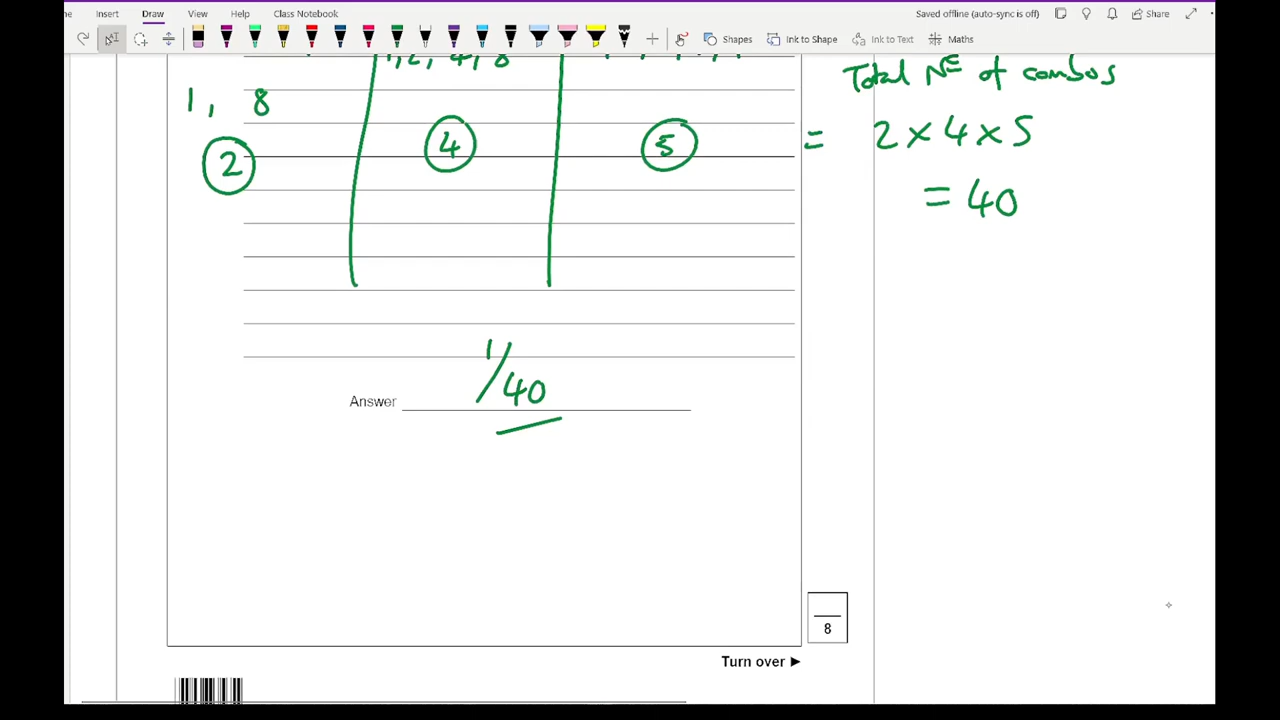 Insert Draw View Help Class Notebook Saved offline (auto-sync is off) Share
Shapes Ink to Shape Ink to Text Maths
Total Nº of combos
1, 8
2 4 5
= 2 × 4 × 5
= 40
1/40
Answer
8
Turn over ►